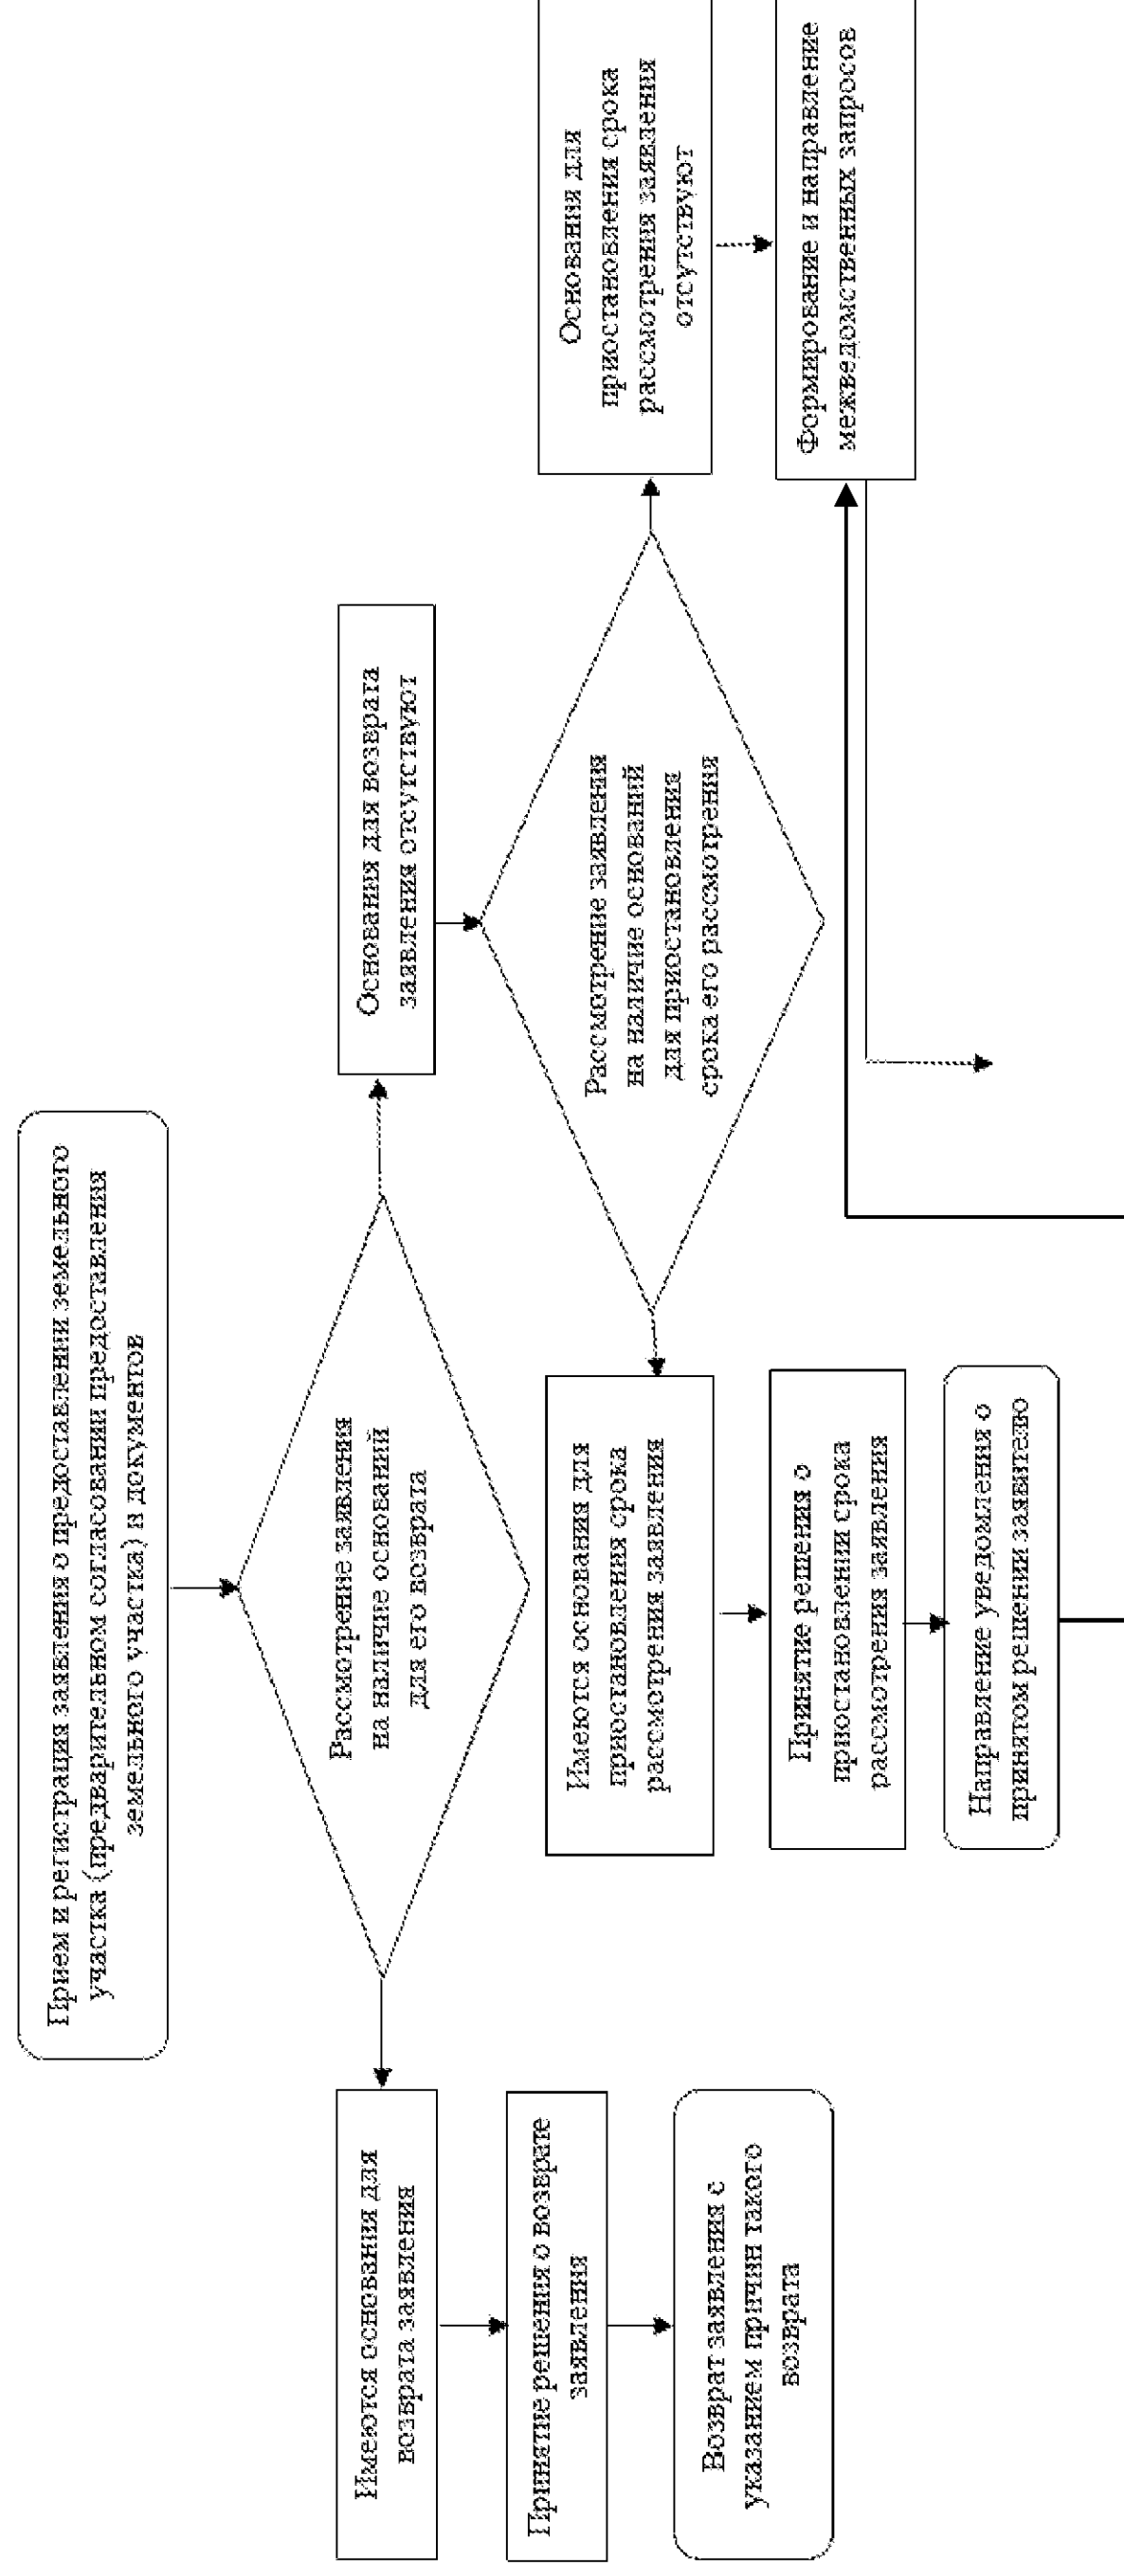 Прием и регистрация заявления о предоставлении земельного
участка (предварительном согласовании предоставления
земельного участка) и документов
Рассмотрение заявления
на наличие оснований
для его возврата
Имеются основания для
возврата заявления
Основания для возврата
заявления отсутствуют
Принятие решения о возврате
заявления
Возврат заявления с
указанием причин такого
возврата
Рассмотрение заявления
на наличие оснований
для приостановления
срока его рассмотрения
Имеются основания для
приостановления срока
рассмотрения заявления
Основания для
приостановления срока
рассмотрения заявления
отсутствуют
Принятие решения о
приостановлении срока
рассмотрения заявления
Формирование и направление
межведомственных запросов
Направление уведомления о
принятом решении заявителю